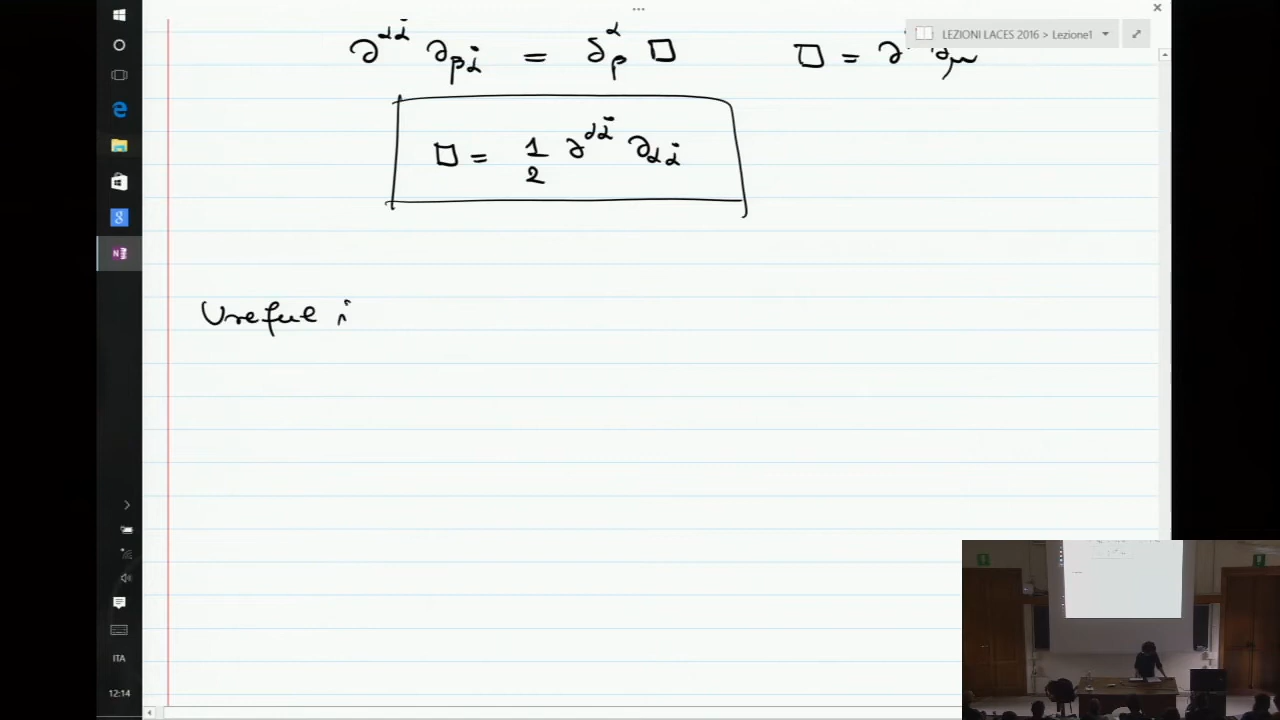 ∂^{αα̇} ∂_{βα̇} = δ_β^α □ □ = ∂ ∂_μ
LEZIONI LACES 2016 > Lezione1
□ = 1/2 ∂^{αα̇} ∂_{αα̇}
Useful i
ITA
12:14